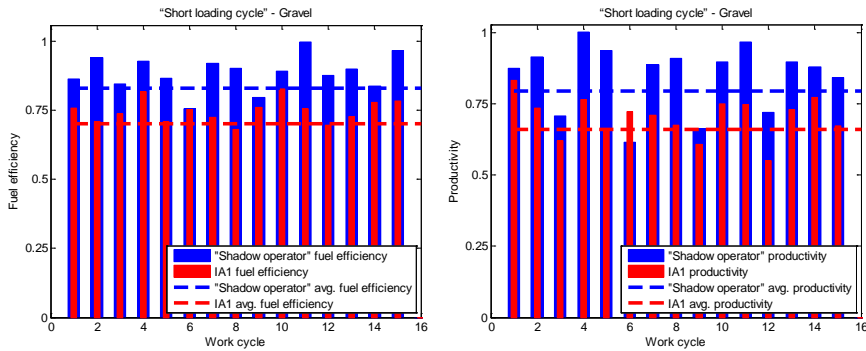 “Short loading cycle” - Gravel
1
0.75
0.5
0.25
0
Fuel efficiency
0 2 4 6 8 10 12 14 16
Work cycle
"Shadow operator" fuel efficiency
IA1 fuel efficiency
"Shadow operator" avg. fuel efficiency
IA1 avg. fuel efficiency
“Short loading cycle” - Gravel
1
0.75
0.5
0.25
0
Productivity
0 2 4 6 8 10 12 14 16
Work cycle
"Shadow operator" productivity
IA1 productivity
"Shadow operator" avg. productivity
IA1 avg. productivity